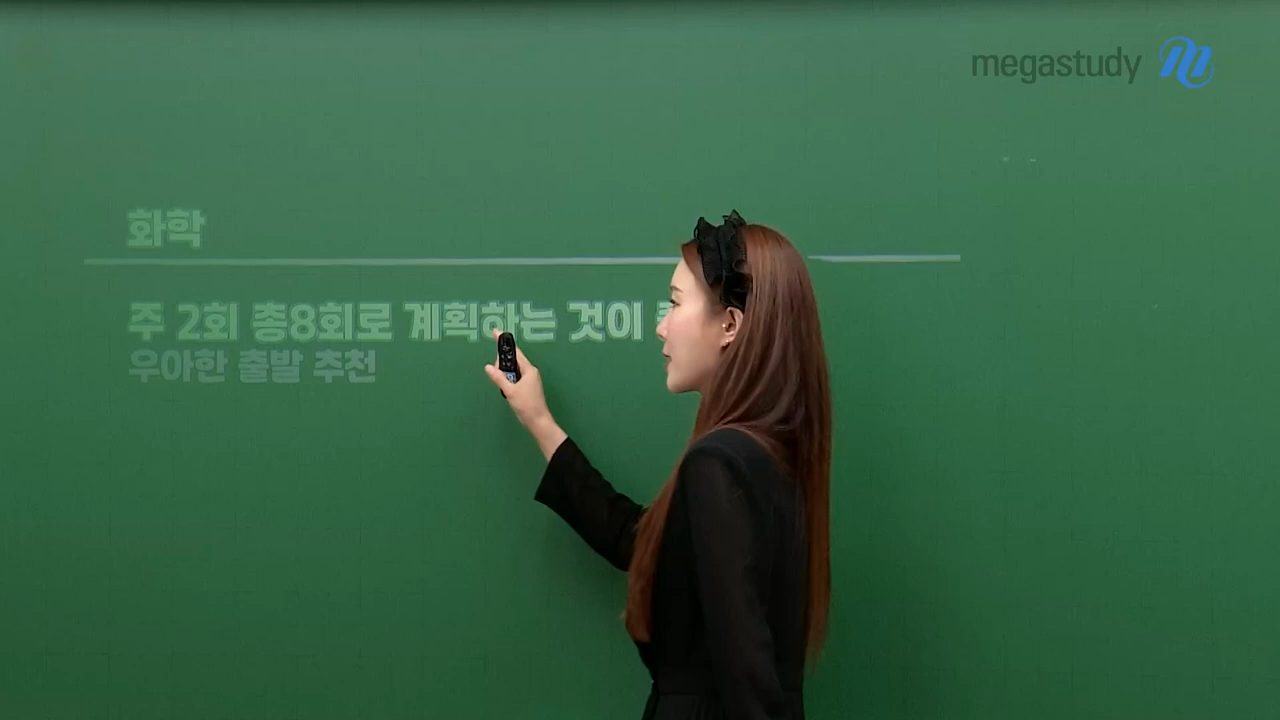 megastudy
화학
주 2회 총8회로 계획하는 것이
우아한 출발 추천